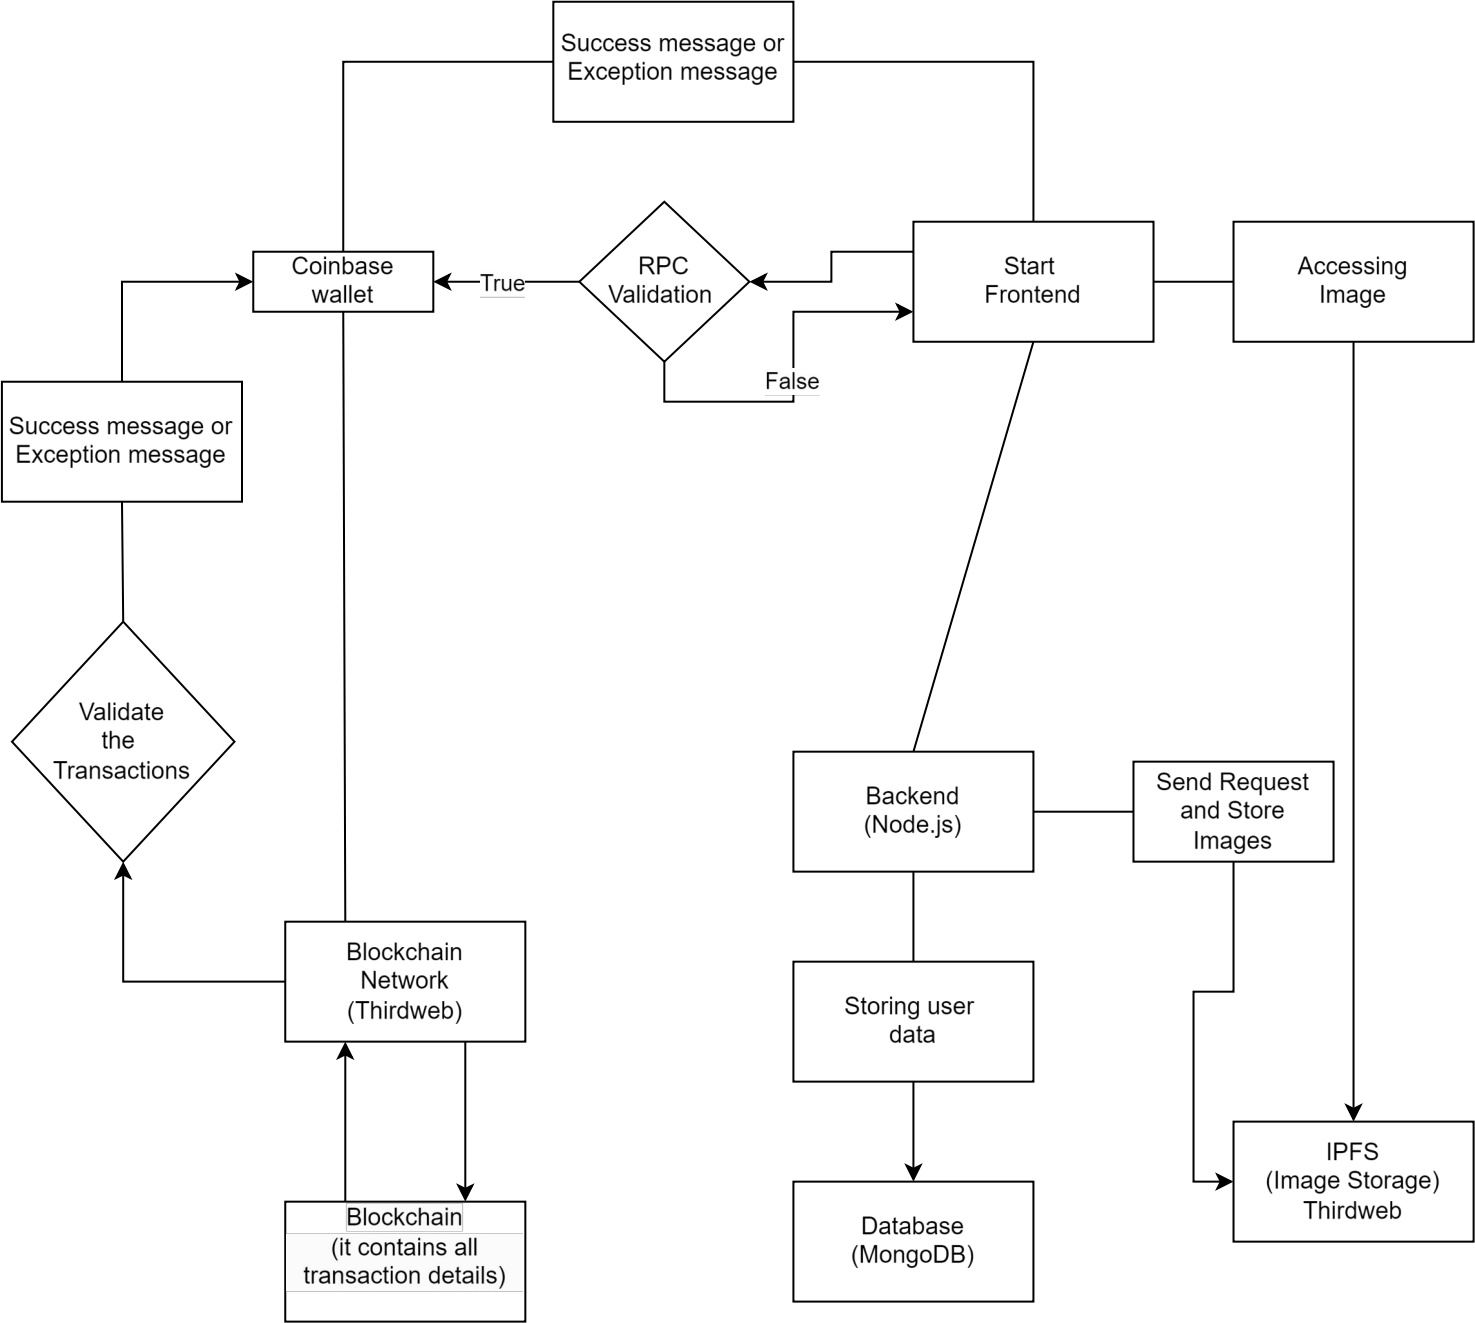 Success message or
Exception message
Coinbase
wallet
True
RPC
Validation
False
Start
Frontend
Accessing
Image
Success message or
Exception message
Validate
the
Transactions
Backend
(Node.js)
Send Request
and Store
Images
Blockchain
Network
(Thirdweb)
Storing user
data
Blockchain
(it contains all
transaction details)
Database
(MongoDB)
IPFS
(Image Storage)
Thirdweb